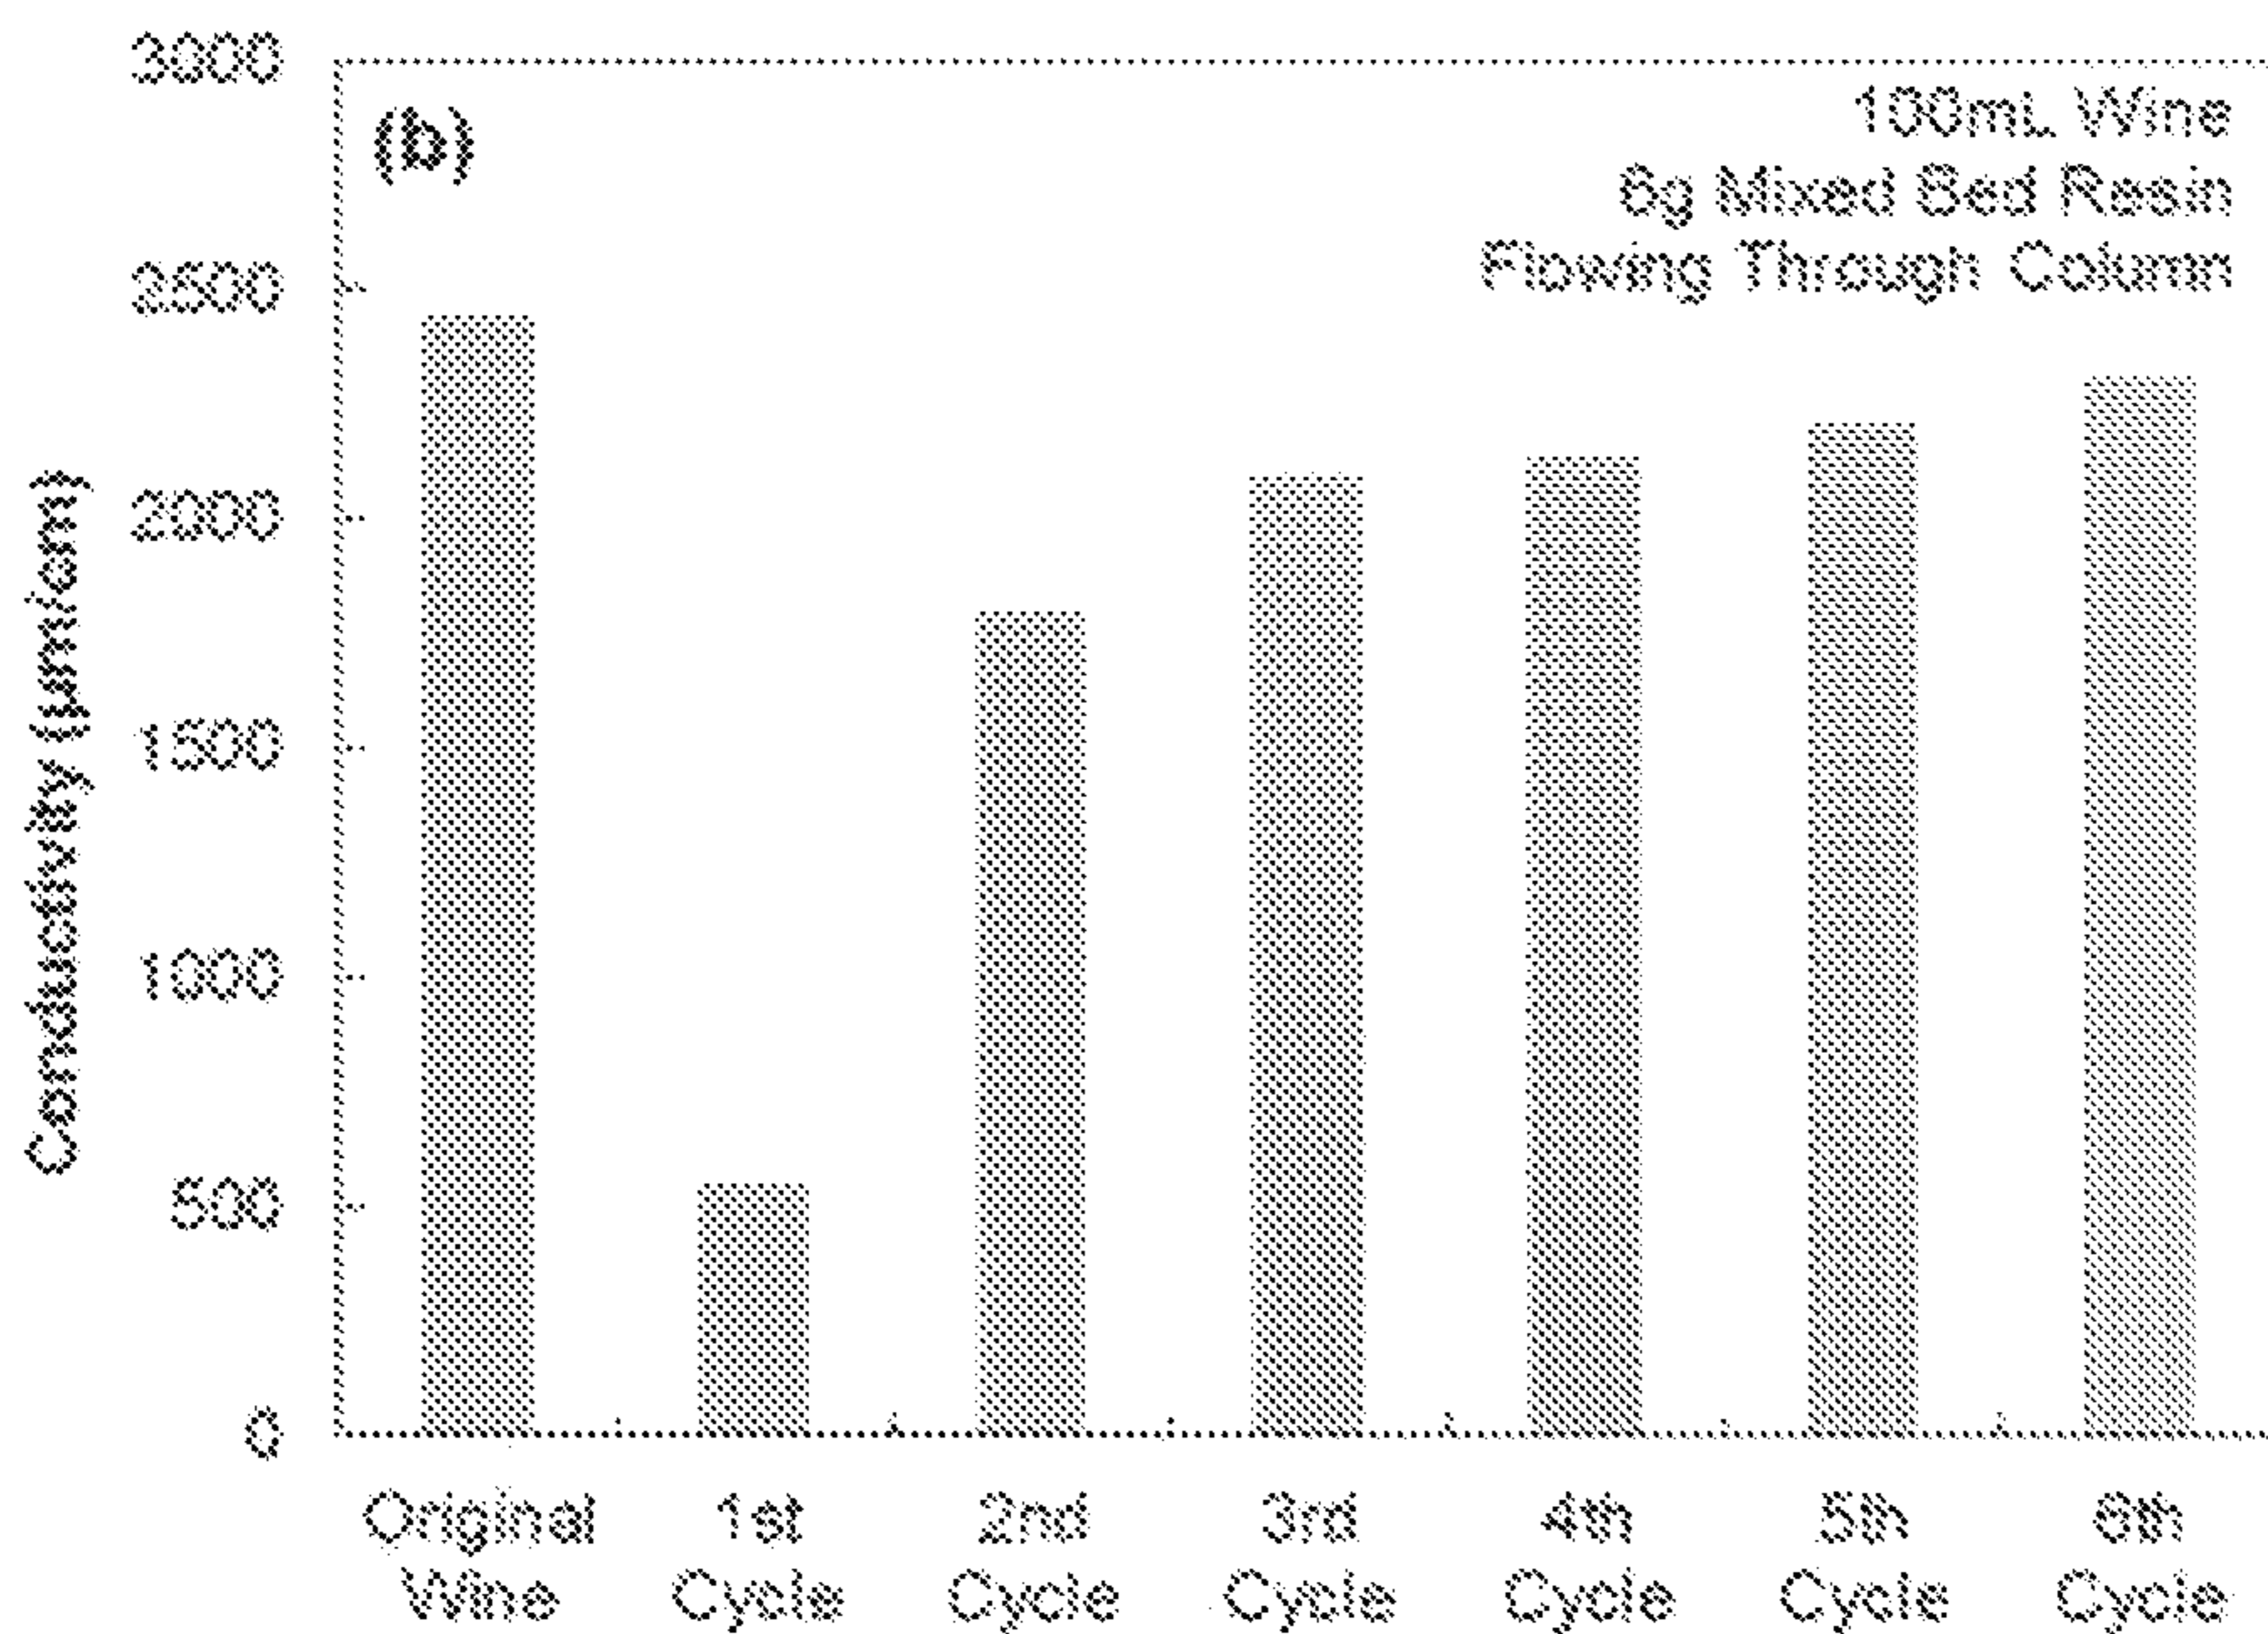 3000
(b)
100mL Wine
6g Mixed Bed Resin
Flowing Through Column
2500
2000
1500
1000
500
0
Conductivity (µm/cm)
Original Wine
1st Cycle
2nd Cycle
3rd Cycle
4th Cycle
5th Cycle
6th Cycle